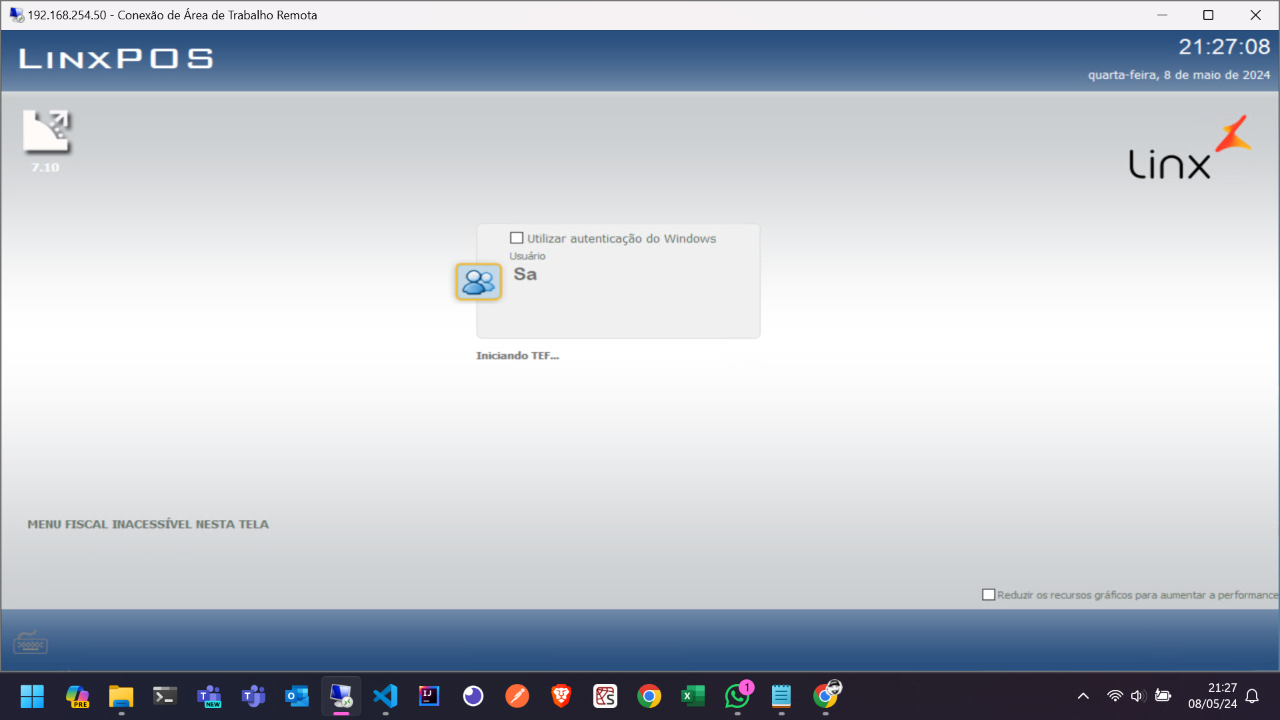 192.168.254.50 - Conexão de Área de Trabalho Remota
LINXPOS
21:27:08
quarta-feira, 8 de maio de 2024
7.10
Linx
Utilizar autenticação do Windows
Usuário
Sa
Iniciando TEF...
MENU FISCAL INACESSÍVEL NESTA TELA
Reduzir os recursos gráficos para aumentar a performance
PRE
NEW
1
21:27
08/05/24